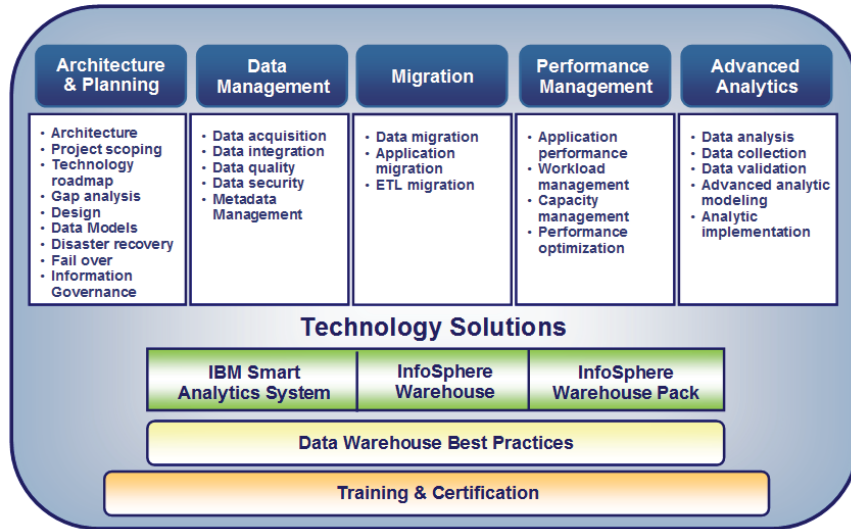 Architecture
& Planning
Data
Management
Migration
Performance
Management
Advanced
Analytics
• Architecture
• Project scoping
• Technology
roadmap
• Gap analysis
• Design
• Data Models
• Disaster recovery
• Fail over
• Information
Governance
• Data acquisition
• Data integration
• Data quality
• Data security
• Metadata
Management
• Data migration
• Application
migration
• ETL migration
• Application
performance
• Workload
management
• Capacity
management
• Performance
optimization
• Data analysis
• Data collection
• Data validation
• Advanced analytic
modeling
• Analytic
implementation
Technology Solutions
IBM Smart
Analytics System
InfoSphere
Warehouse
InfoSphere
Warehouse Pack
Data Warehouse Best Practices
Training & Certification